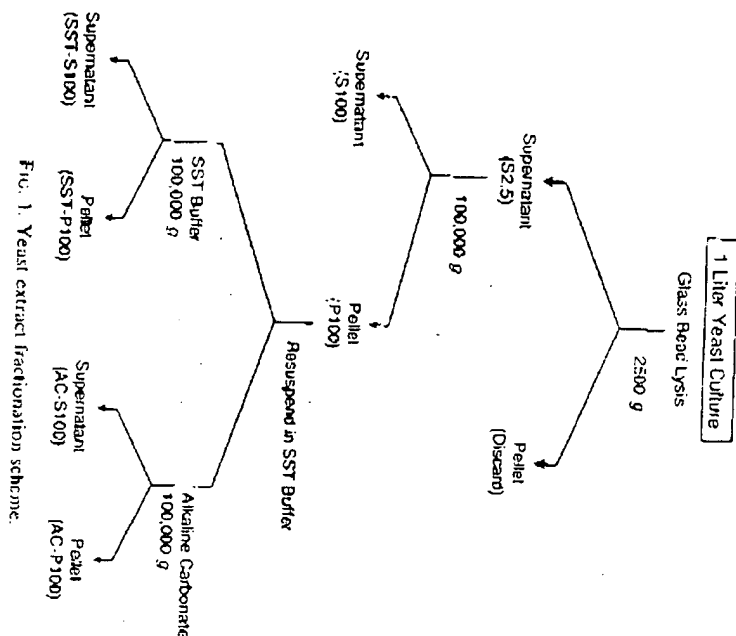 1 Liter Yeast Culture
Glass Bead Lysis
2500 g
Supernatant
(S2.5)
Pellet
(Discard)
100,000 g
Supernatant
(S100)
Pellet
(P100)
Resuspend in SST Buffer
SST Buffer
100,000 g
Alkaline Carbonate
100,000 g
Supernatant
(SST-S100)
Pellet
(SST-P100)
Supernatant
(AC-S100)
Pellet
(AC-P100)
FIG. 1. Yeast extract fractionation scheme.